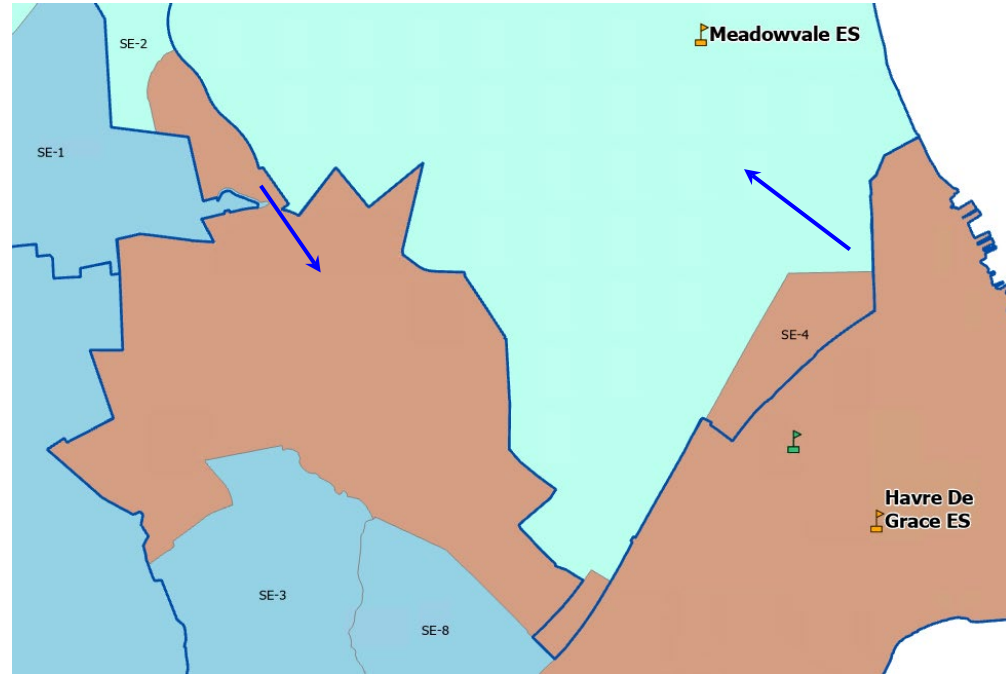 SE-2
Meadowvale ES
SE-1
SE-4
Havre De
Grace ES
SE-3
SE-8